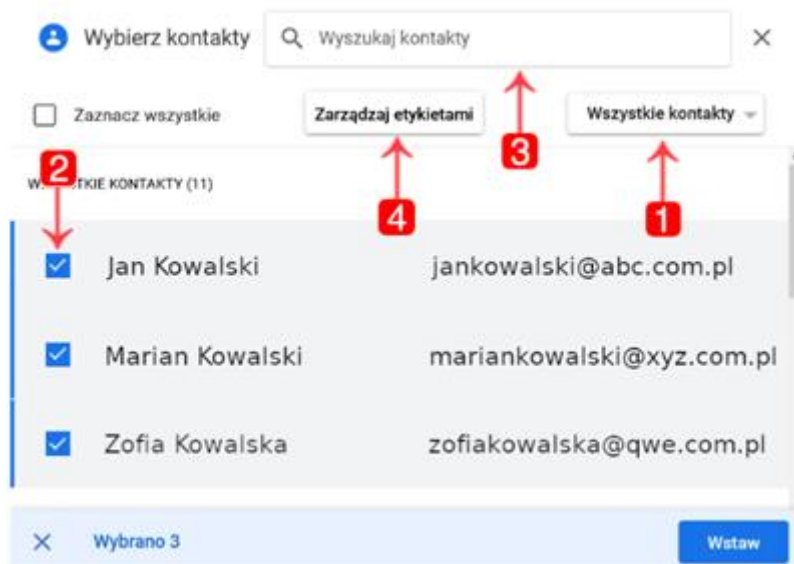 Wybierz kontakty Wyszukaj kontakty
Zaznacz wszystkie Zarządzaj etykietami Wszystkie kontakty
3
2 4 1
KONTAKTY (11)
Jan Kowalski jankowalski@abc.com.pl
Marian Kowalski mariankowalski@xyz.com.pl
Zofia Kowalska zofiakowalska@qwe.com.pl
Wybrano 3 Wstaw